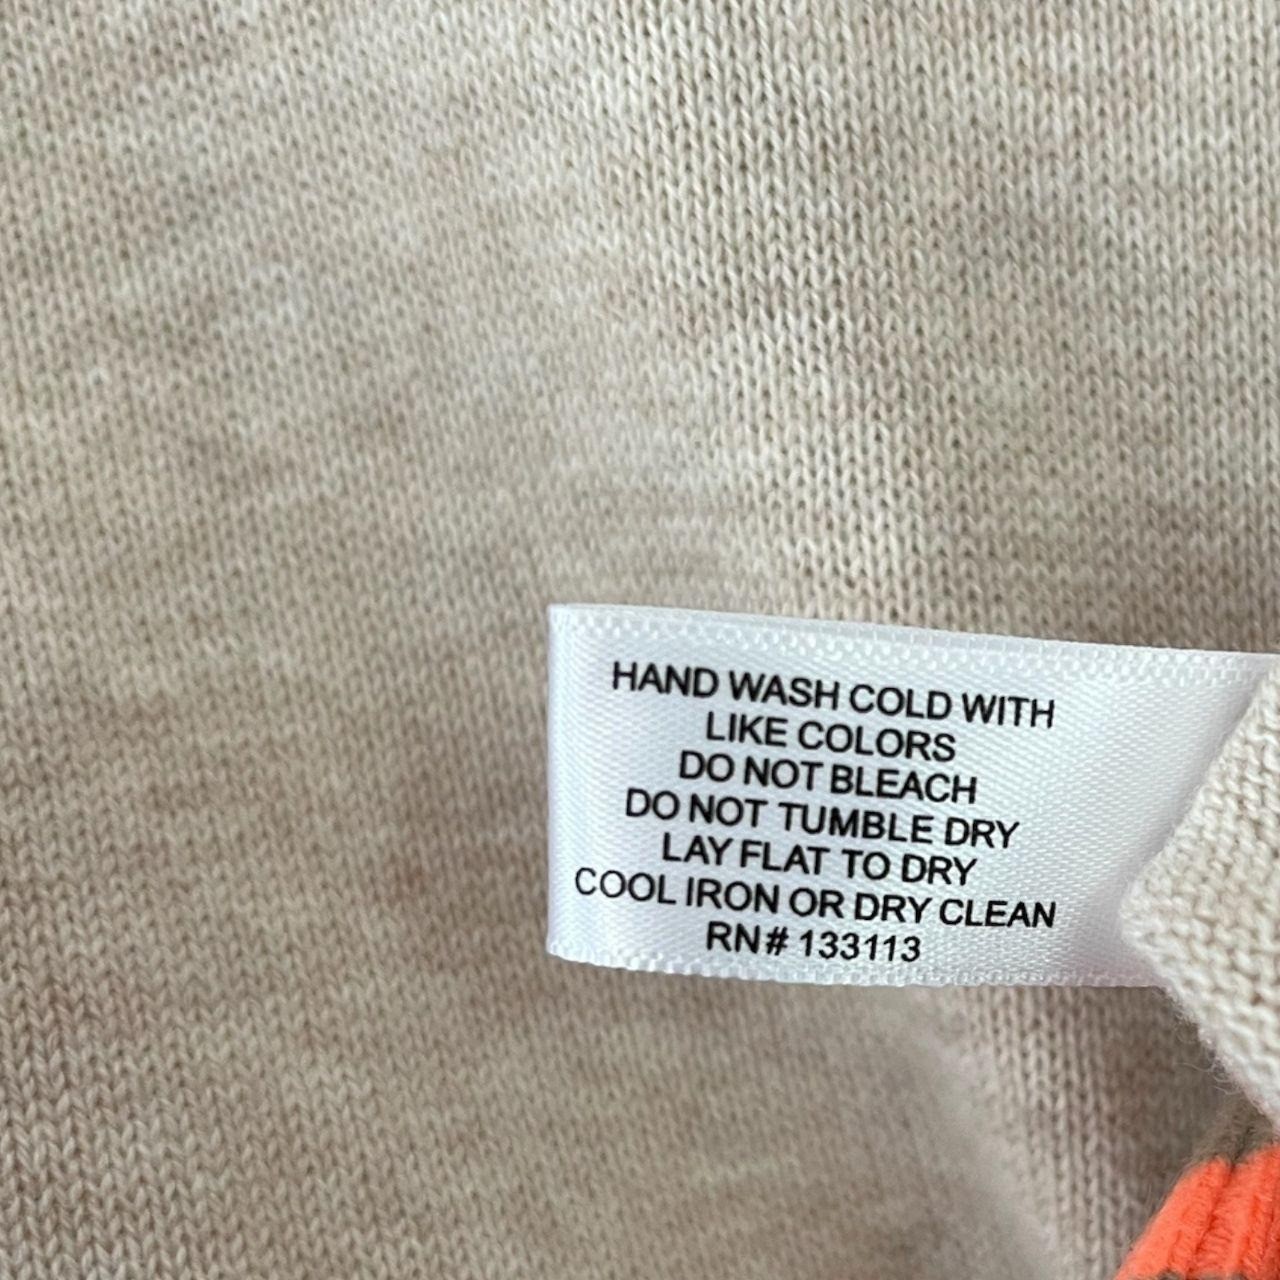 HAND WASH COLD WITH
LIKE COLORS
DO NOT BLEACH
DO NOT TUMBLE DRY
LAY FLAT TO DRY
COOL IRON OR DRY CLEAN
RN# 133113